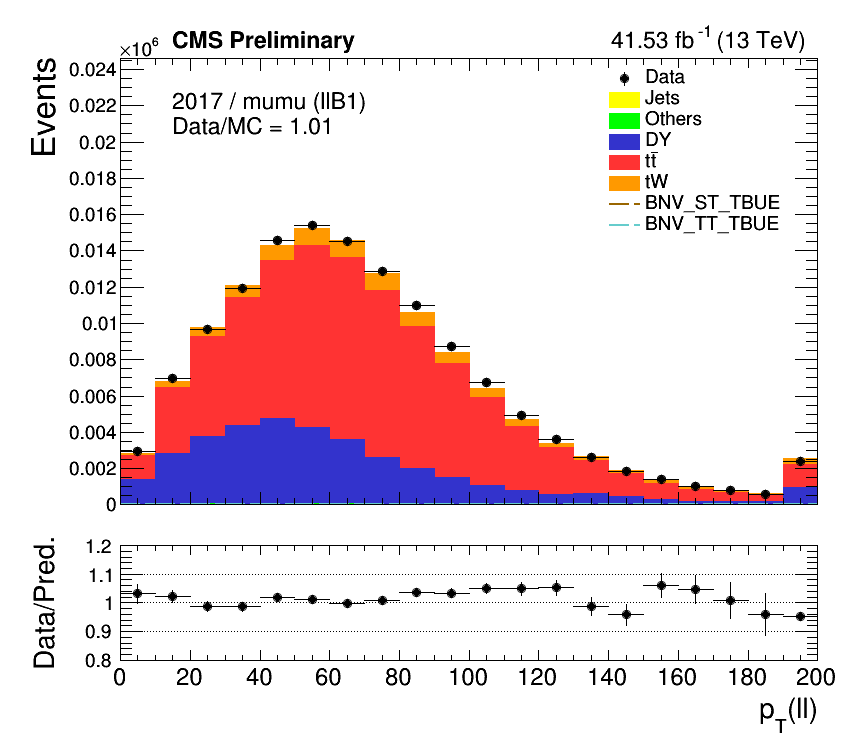 ×10⁶ CMS Preliminary 41.53 fb⁻¹ (13 TeV)
Events
2017 / mumu (llB1)
Data/MC = 1.01
Data
Jets
Others
DY
tt̄
tW
BNV_ST_TBUE
BNV_TT_TBUE
0.024
0.022
0.02
0.018
0.016
0.014
0.012
0.01
0.008
0.006
0.004
0.002
0
Data/Pred.
1.2
1.1
1
0.9
0.8
0 20 40 60 80 100 120 140 160 180 200
p_T(ll)